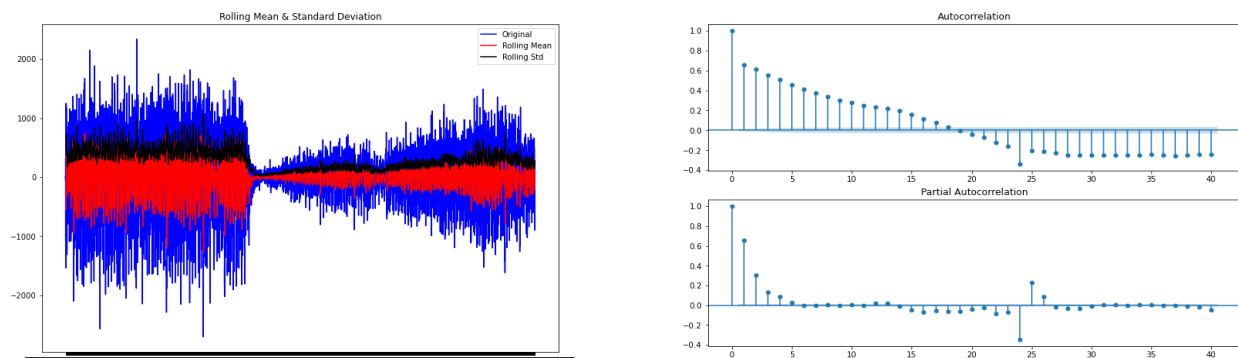 Rolling Mean & Standard Deviation
Original
Rolling Mean
Rolling Std
2000
1000
0
−1000
−2000
Autocorrelation
1.0
0.8
0.6
0.4
0.2
0.0
−0.2
−0.4
0 5 10 15 20 25 30 35 40
Partial Autocorrelation
1.0
0.8
0.6
0.4
0.2
0.0
−0.2
−0.4
0 5 10 15 20 25 30 35 40